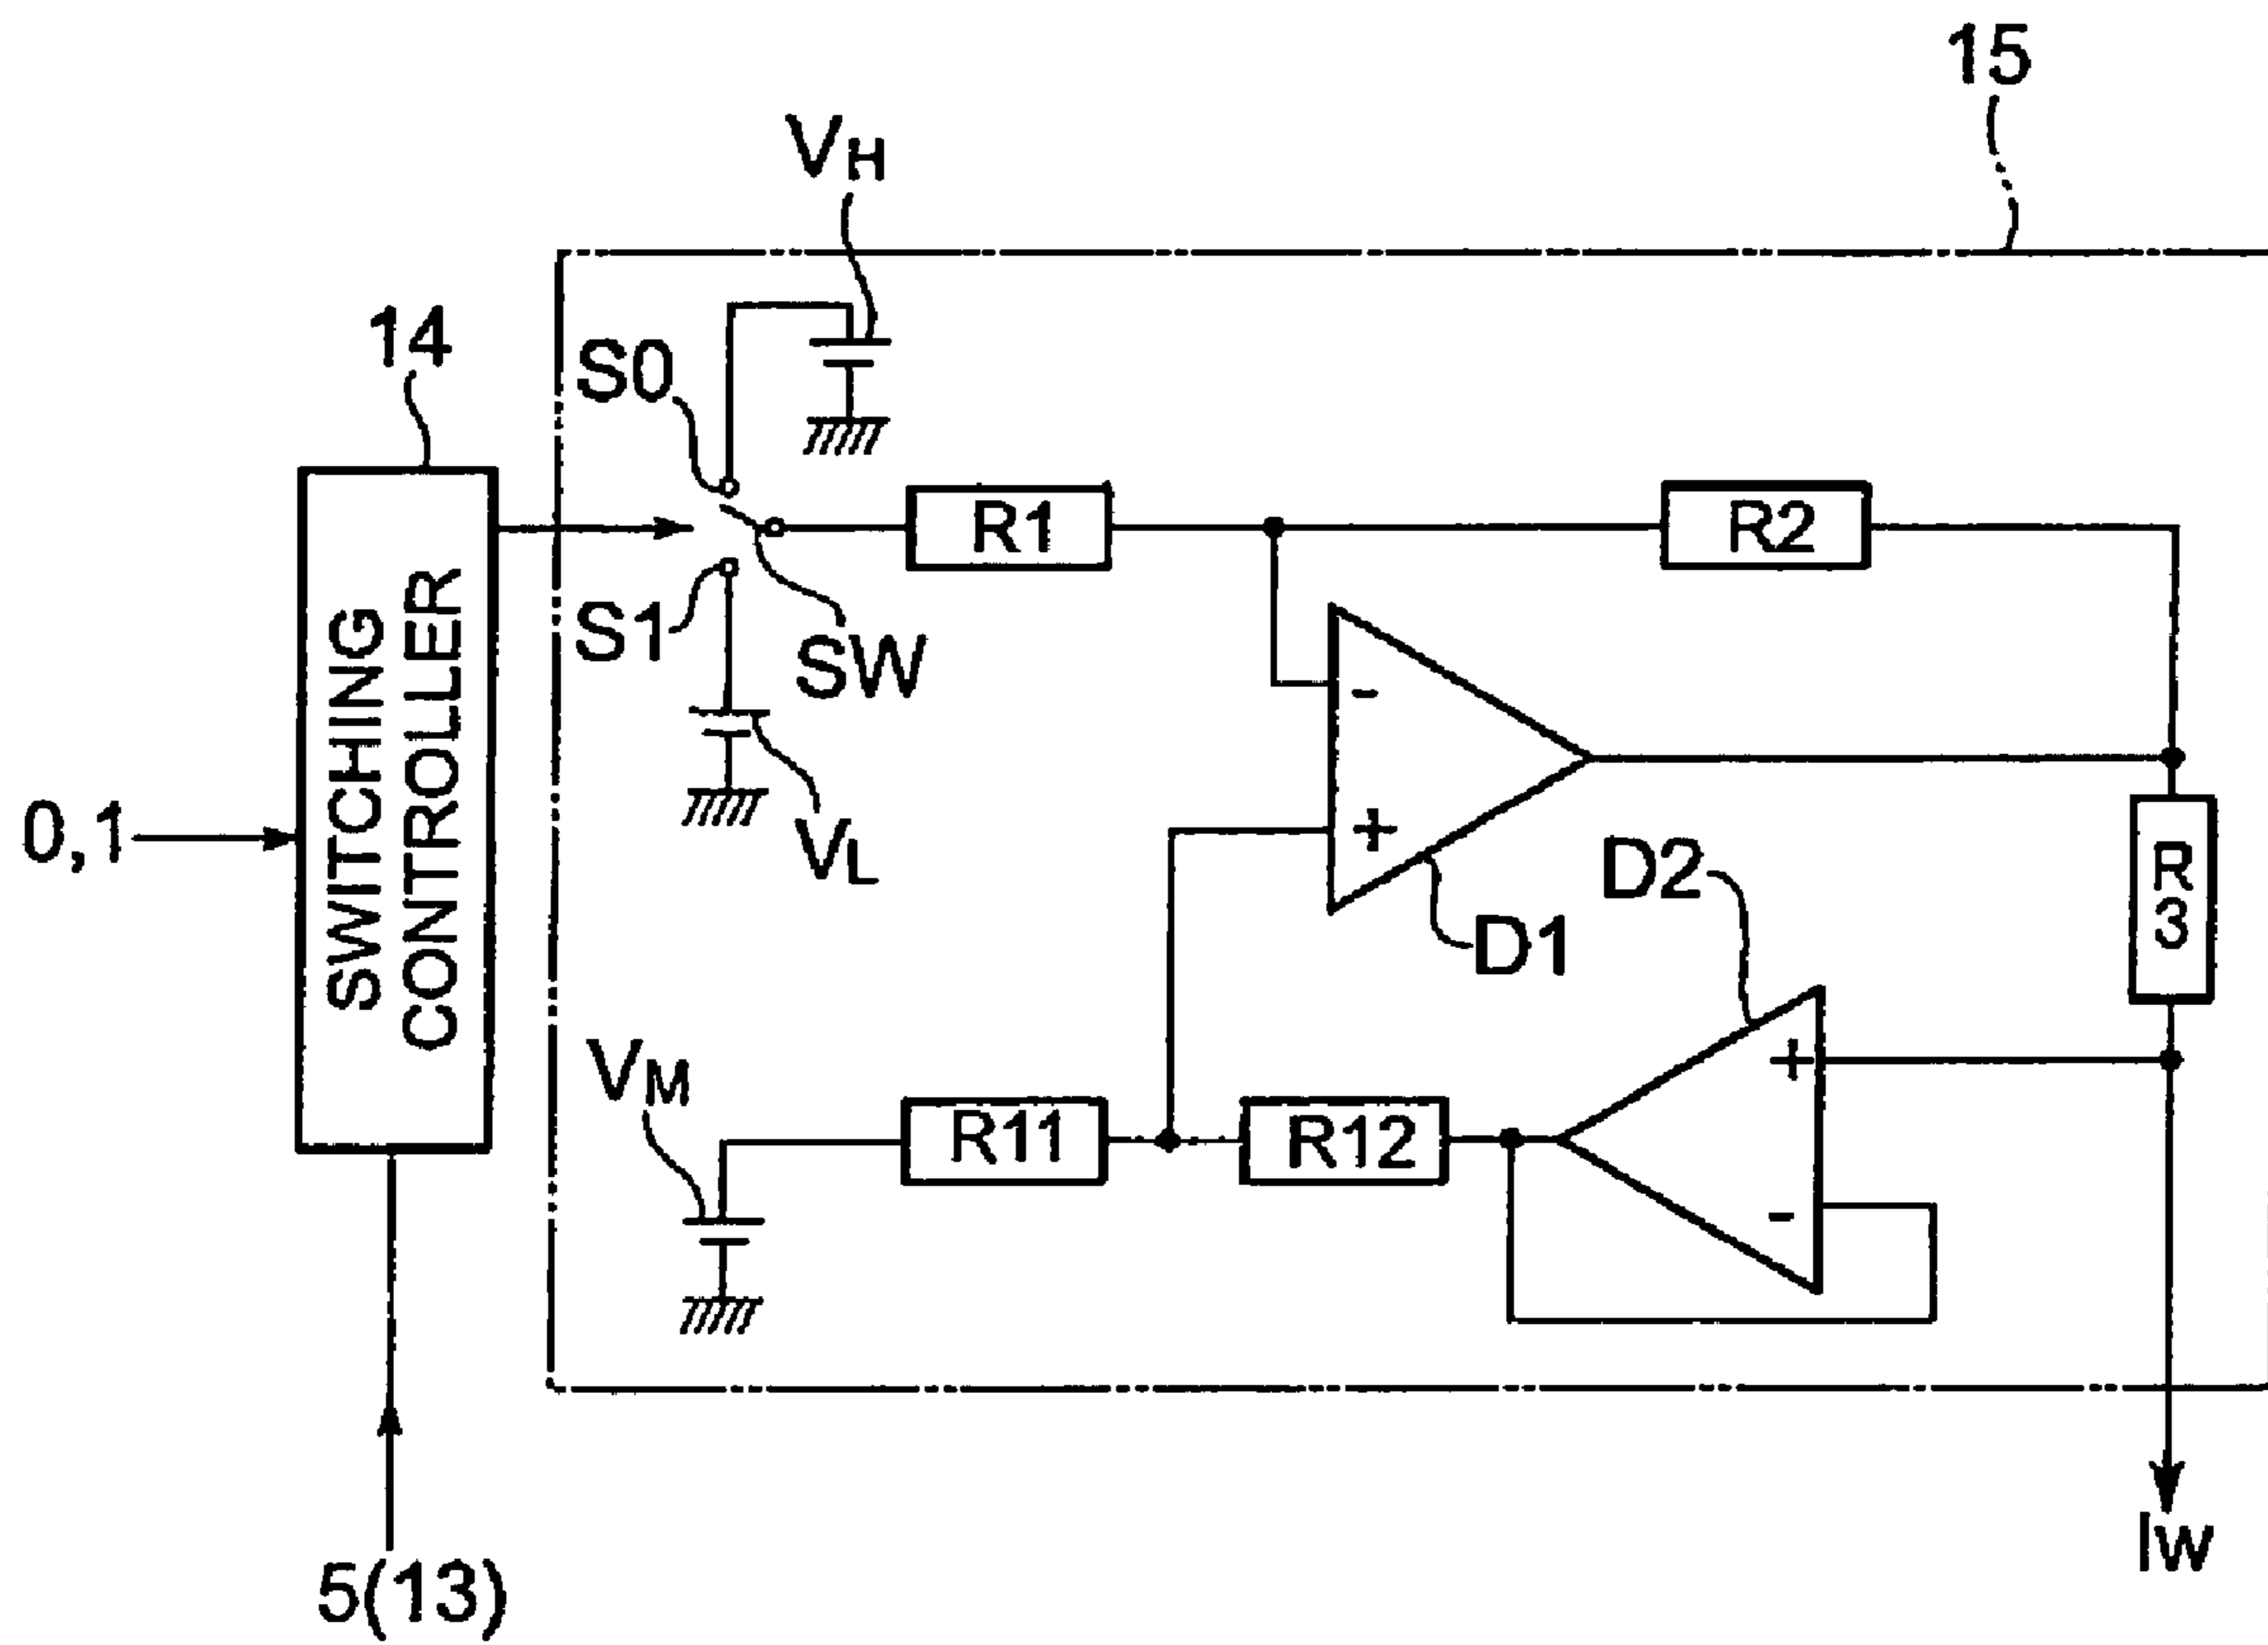 15
VH
14
S0
R1
R2
S1
SW
SWITCHING
CONTROLLER
-
0,1
VL
+
D2
R
3
D1
VM
+
R11
R12
-
5(13)
IW